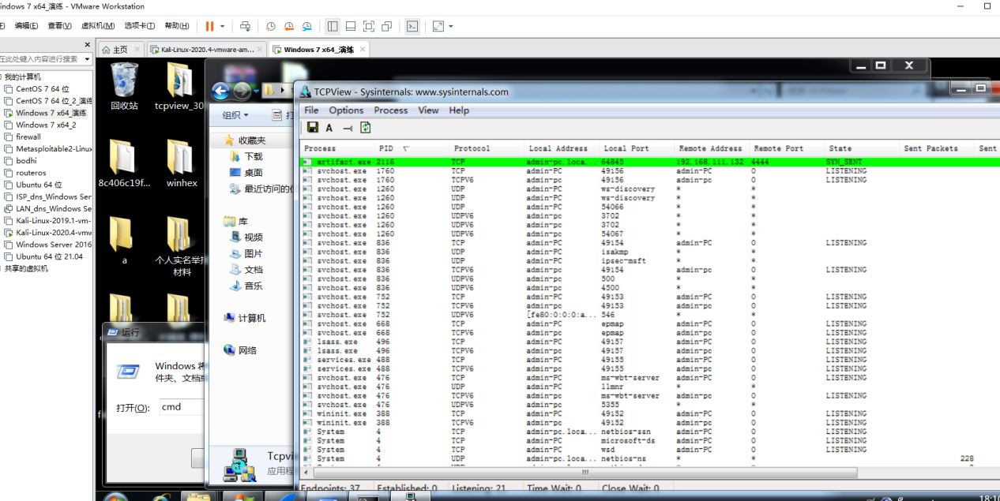 indows 7 x64_演练 - VMware Workstation
编辑(E) 查看(V) 虚拟机(M) 选项卡(T) 帮助(H)
在此处键入内容进行搜索
我的计算机
CentOS 7 64 位
CentOS 7 64 位_2_演练
Windows 7 x64_演练
Windows 7 x64_2
firewall
Metasploitable2-Linux
bodhi
routeros
Ubuntu 64 位
ISP_dns_Windows Ser
LAN_dns_Windows Se
Kali-Linux-2019.1-vm-
Kali-Linux-2020.4-vmw
Windows Server 2016
Ubuntu 64 位 21.04
共享的虚拟机
主页 Kali-Linux-2020.4-vmware-am... Windows 7 x64_演练
回收站
tcpview_30
8c406c19f...
winhex
a
个人实名举报
材料
组织
收藏夹
下载
桌面
最近访问的位
库
视频
图片
文档
音乐
计算机
网络
Tcpvi
应用程
运行
Windows 将
件夹、文档或
打开(O): cmd
TCPView - Sysinternals: www.sysinternals.com
File Options Process View Help
A
Process PID Protocol Local Address Local Port Remote Address Remote Port State Sent Packets Sent
artifact.exe 2116 TCP admin-pc.loca... 64845 192.168.111.132 4444 SYN_SENT
svchost.exe 1760 TCP admin-PC 49156 admin-PC 0 LISTENING
svchost.exe 1760 TCPV6 admin-pc 49156 admin-pc 0 LISTENING
svchost.exe 1260 UDP admin-PC ws-discovery * *
svchost.exe 1260 UDP admin-PC ws-discovery * *
svchost.exe 1260 UDP admin-PC 54066 * *
svchost.exe 1260 UDPV6 admin-pc 3702 * *
svchost.exe 1260 UDPV6 admin-pc 3702 * *
svchost.exe 1260 UDPV6 admin-pc 54067 * *
svchost.exe 836 TCP admin-PC 49154 admin-PC 0 LISTENING
svchost.exe 836 UDP admin-PC isakmp * *
svchost.exe 836 UDP admin-PC ipsec-msft * *
svchost.exe 836 TCPV6 admin-pc 49154 admin-pc 0 LISTENING
svchost.exe 836 UDPV6 admin-pc 500 * *
svchost.exe 836 UDPV6 admin-pc 4500 * *
svchost.exe 752 TCP admin-PC 49153 admin-PC 0 LISTENING
svchost.exe 752 TCPV6 admin-pc 49153 admin-pc 0 LISTENING
svchost.exe 752 UDPV6 [fe80:0:0:0:a... 546 * *
svchost.exe 668 TCP admin-PC epmap admin-PC 0 LISTENING
svchost.exe 668 TCPV6 admin-pc epmap admin-pc 0 LISTENING
lsass.exe 496 TCP admin-PC 49157 admin-PC 0 LISTENING
lsass.exe 496 TCPV6 admin-pc 49157 admin-pc 0 LISTENING
services.exe 488 TCP admin-PC 49155 admin-PC 0 LISTENING
services.exe 488 TCPV6 admin-pc 49155 admin-pc 0 LISTENING
svchost.exe 476 TCP admin-PC ms-wbt-server admin-PC 0 LISTENING
svchost.exe 476 UDP admin-PC llmnr * *
svchost.exe 476 TCPV6 admin-pc ms-wbt-server admin-pc 0 LISTENING
svchost.exe 476 UDPV6 admin-pc 5355 * *
wininit.exe 388 TCP admin-PC 49152 admin-PC 0 LISTENING
wininit.exe 388 TCPV6 admin-pc 49152 admin-pc 0 LISTENING
System 4 TCP admin-pc.loca... netbios-ssn admin-PC 0 LISTENING
System 4 TCP admin-PC microsoft-ds admin-PC 0 LISTENING
System 4 TCP admin-PC wsd admin-PC 0 LISTENING
System 4 UDP admin-pc.loca... netbios-ns * * 228
Endpoints: 37 Established: 0 Listening: 21 Time Wait: 0 Close Wait: 0